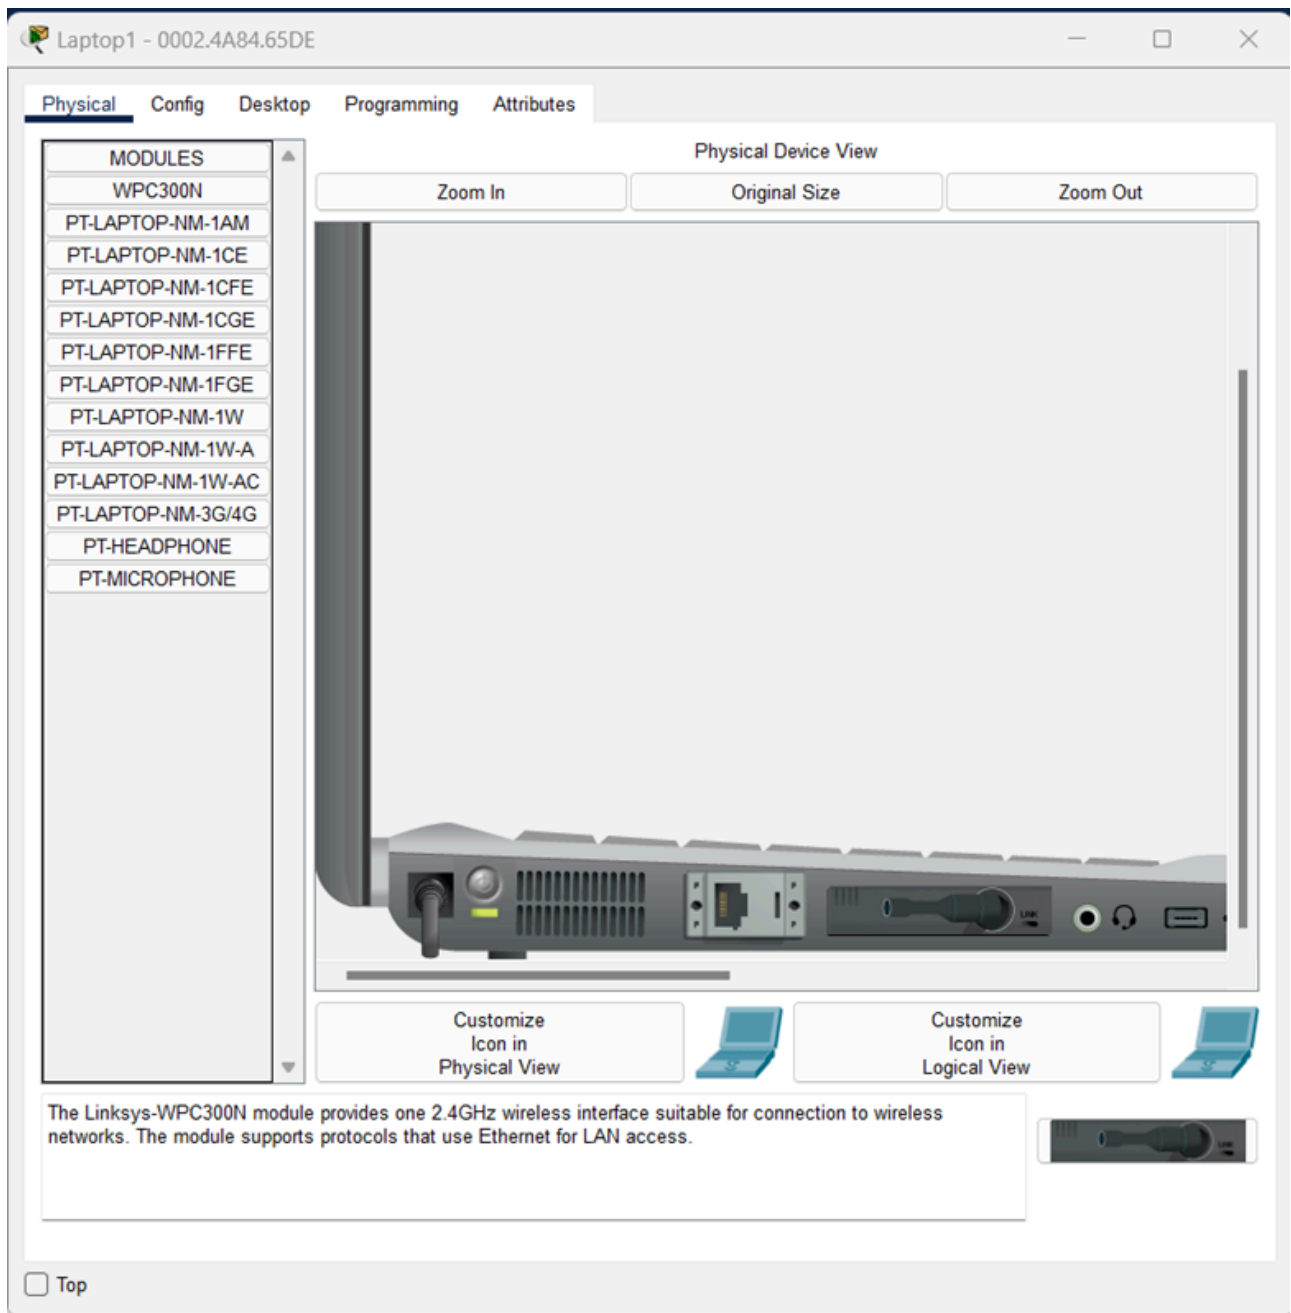 Laptop1 - 0002.4A84.65DE
Physical Config Desktop Programming Attributes
MODULES
WPC300N
PT-LAPTOP-NM-1AM
PT-LAPTOP-NM-1CE
PT-LAPTOP-NM-1CFE
PT-LAPTOP-NM-1CGE
PT-LAPTOP-NM-1FFE
PT-LAPTOP-NM-1FGE
PT-LAPTOP-NM-1W
PT-LAPTOP-NM-1W-A
PT-LAPTOP-NM-1W-AC
PT-LAPTOP-NM-3G/4G
PT-HEADPHONE
PT-MICROPHONE
Physical Device View
Zoom In Original Size Zoom Out
LINK
Customize
Icon in
Physical View
Customize
Icon in
Logical View
The Linksys-WPC300N module provides one 2.4GHz wireless interface suitable for connection to wireless
networks. The module supports protocols that use Ethernet for LAN access.
LINK
Top